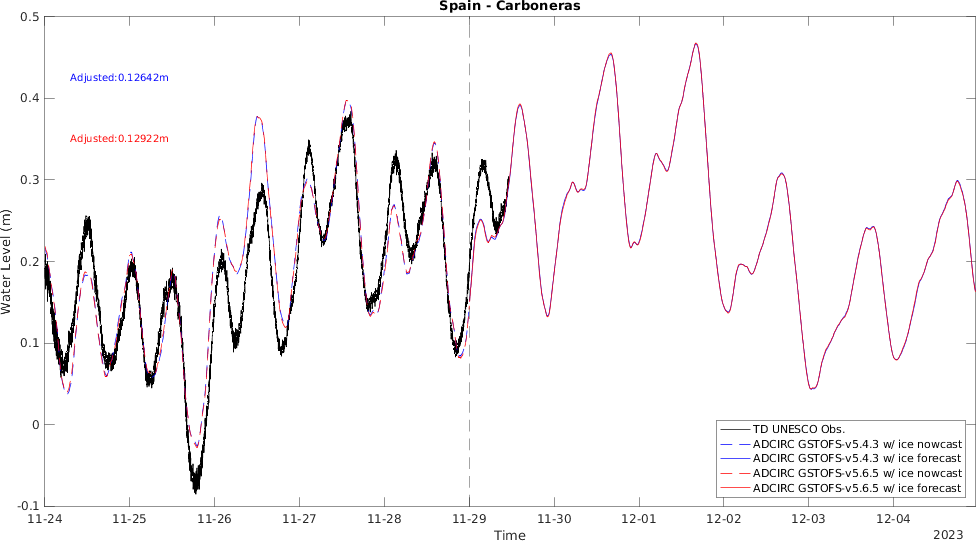 Spain - Carboneras
0.5
0.4
0.3
0.2
0.1
0
-0.1
Water Level (m)
Adjusted:0.12642m
Adjusted:0.12922m
TD UNESCO Obs.
ADCIRC GSTOFS-v5.4.3 w/ ice nowcast
ADCIRC GSTOFS-v5.4.3 w/ ice forecast
ADCIRC GSTOFS-v5.6.5 w/ ice nowcast
ADCIRC GSTOFS-v5.6.5 w/ ice forecast
11-24 11-25 11-26 11-27 11-28 11-29 11-30 12-01 12-02 12-03 12-04
Time
2023